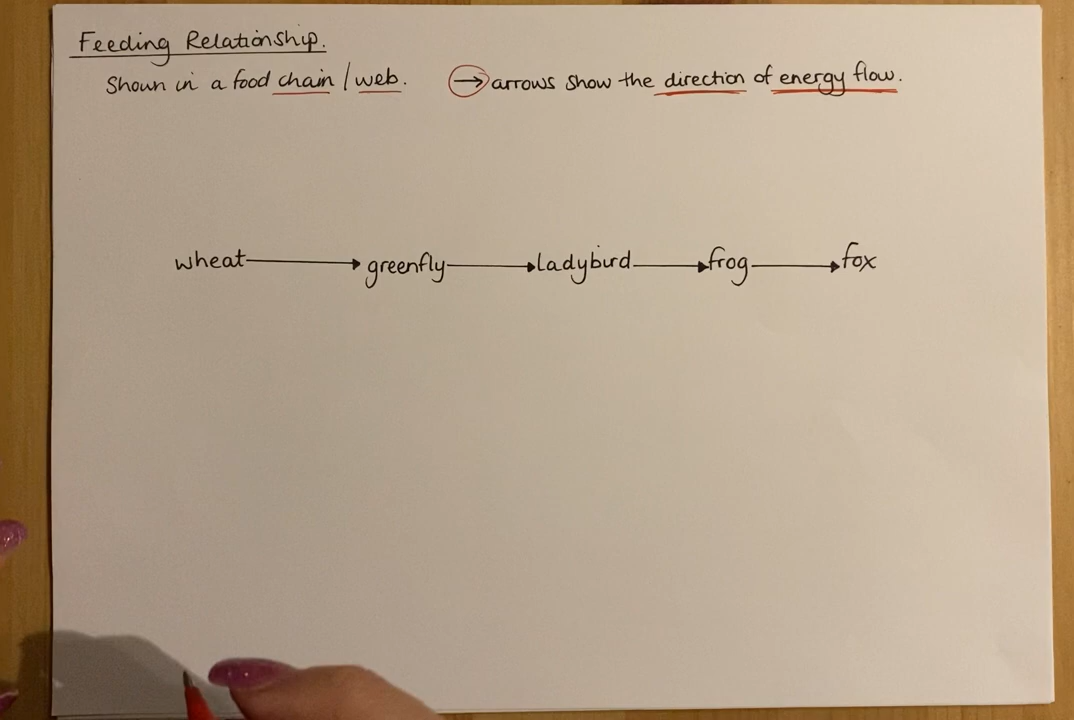 Feeding Relationship.
Shown in a food chain / web. → arrows show the direction of energy flow.
wheat → greenfly → Ladybird → frog → fox